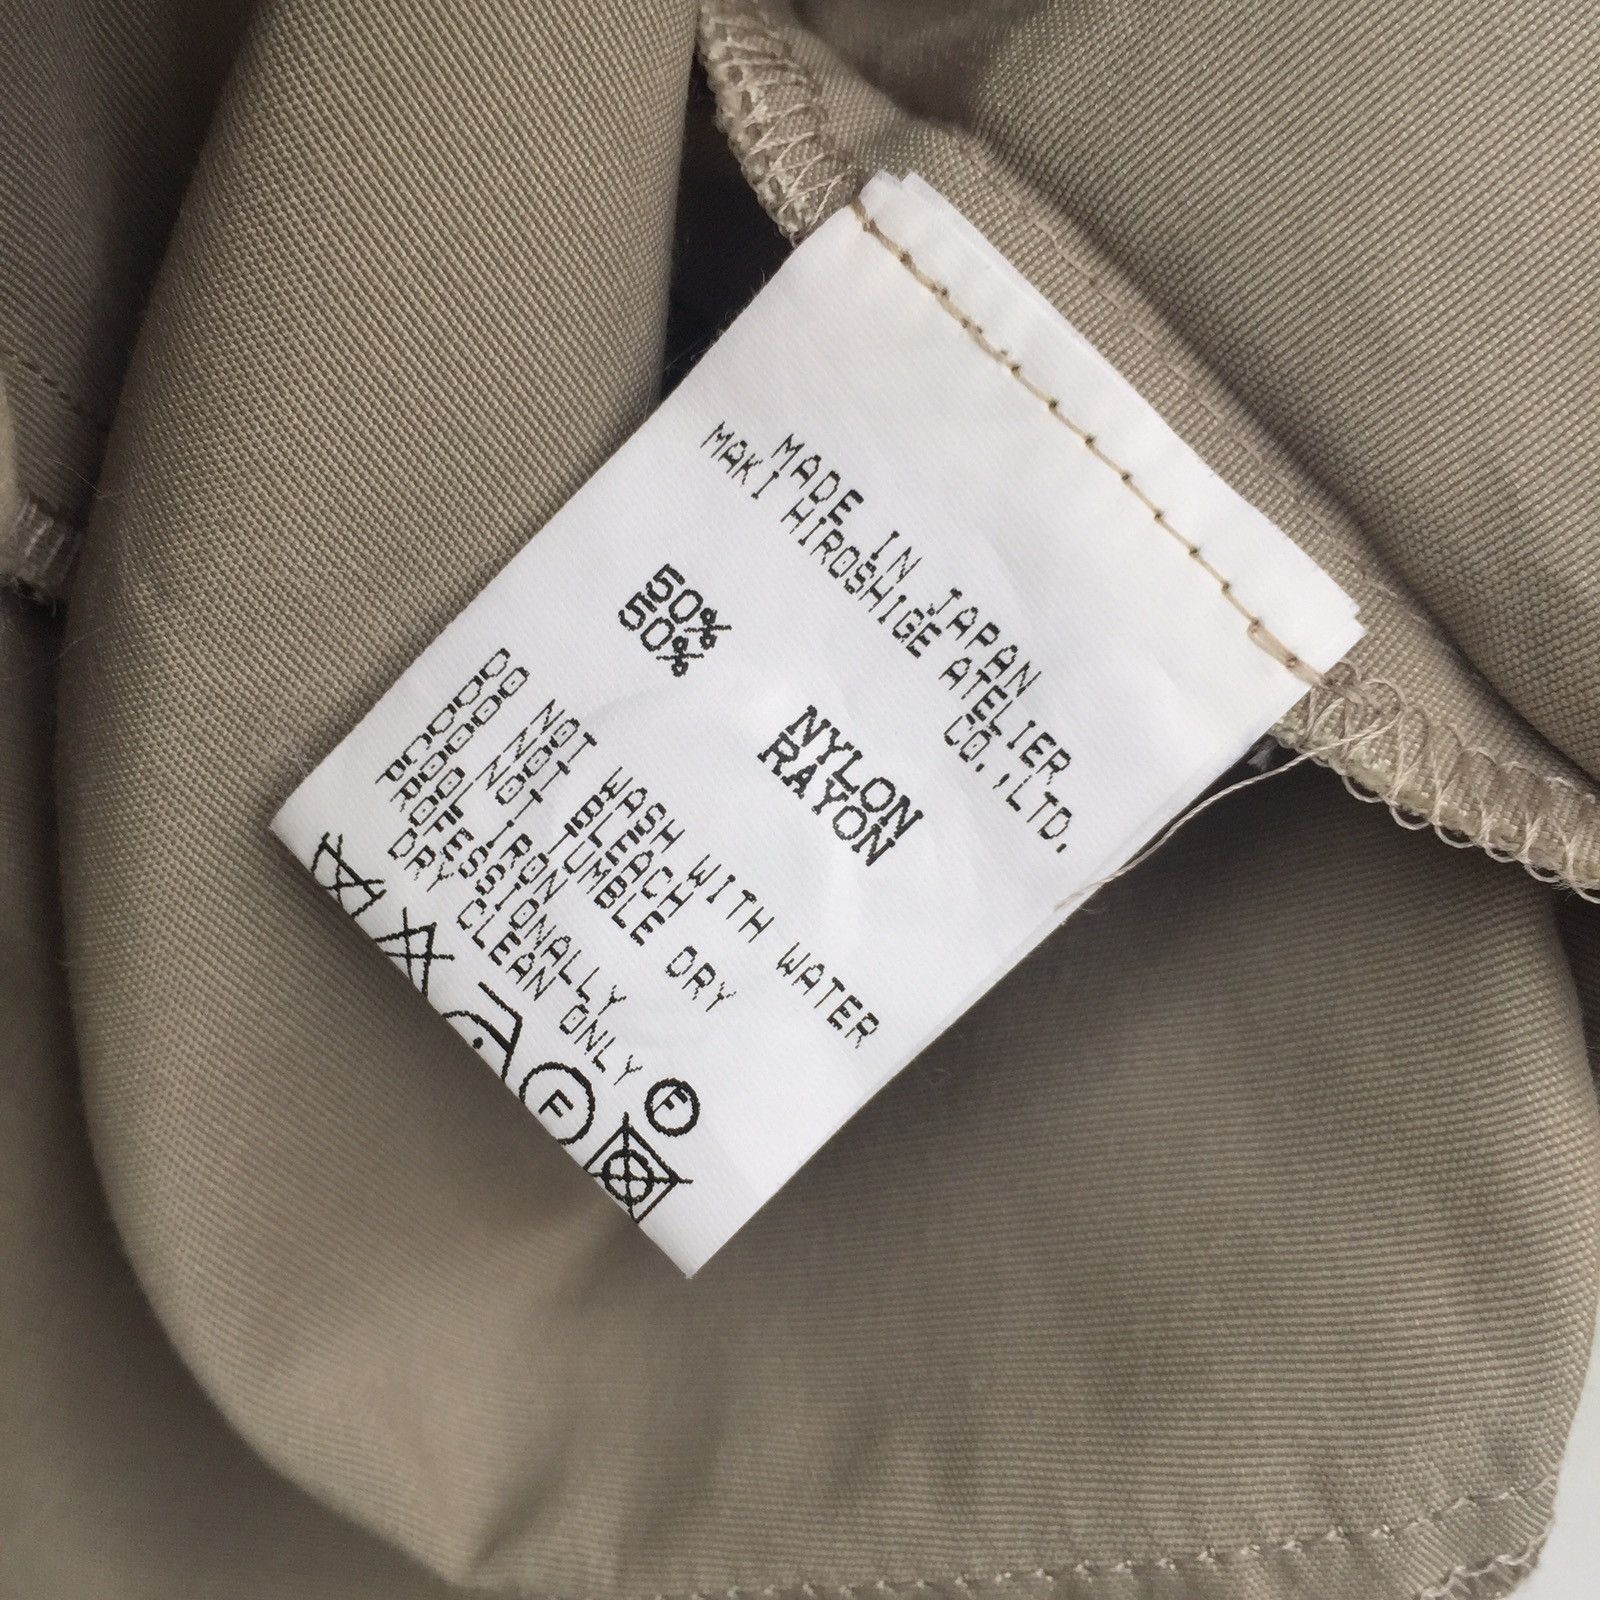 MADE IN JAPAN
MAKI HIROSHIGE ATELIER
CO.,LTD.
50% NYLON
50% RAYON
DO NOT WASH WITH WATER
DO NOT BLEACH
DO NOT TUMBLE DRY
COOL IRON
PROFESSIONALLY
DRY CLEAN ONLY F
F